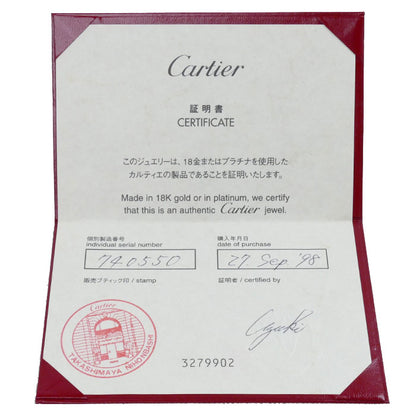 Cartier
証明書
CERTIFICATE
このジュエリーは、18金またはプラチナを使用した
カルティエの製品であることを証明いたします。
Made in 18K gold or in platinum, we certify
that this is an authentic Cartier jewel.
個別製造番号 購入年月日
individual serial number date of purchase
740550 27 Sep '98
販売ブティック印 / stamp 証明者 / certified by
Cartier
TAKASHIMAYA NIHONBASHI
3279902